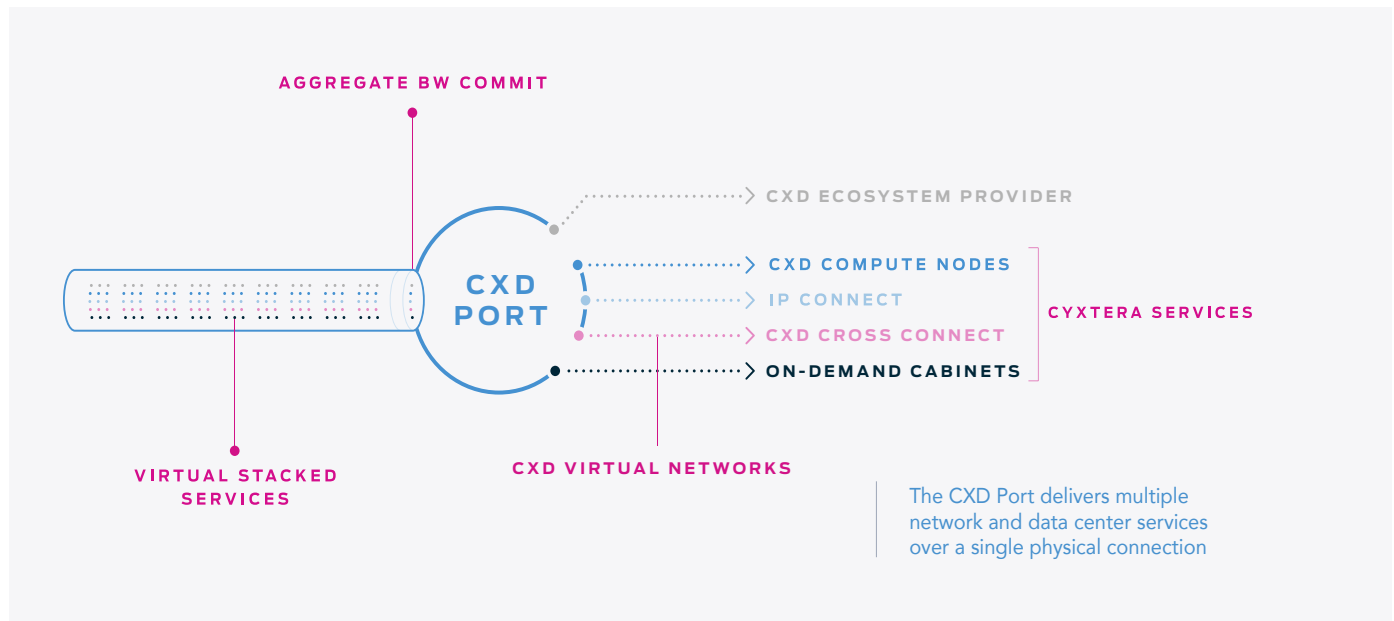 AGGREGATE BW COMMIT
CXD ECOSYSTEM PROVIDER
CXD
PORT
CXD COMPUTE NODES
IP CONNECT
CXD CROSS CONNECT
ON-DEMAND CABINETS
CYXTERA SERVICES
VIRTUAL STACKED
SERVICES
CXD VIRTUAL NETWORKS
The CXD Port delivers multiple
network and data center services
over a single physical connection